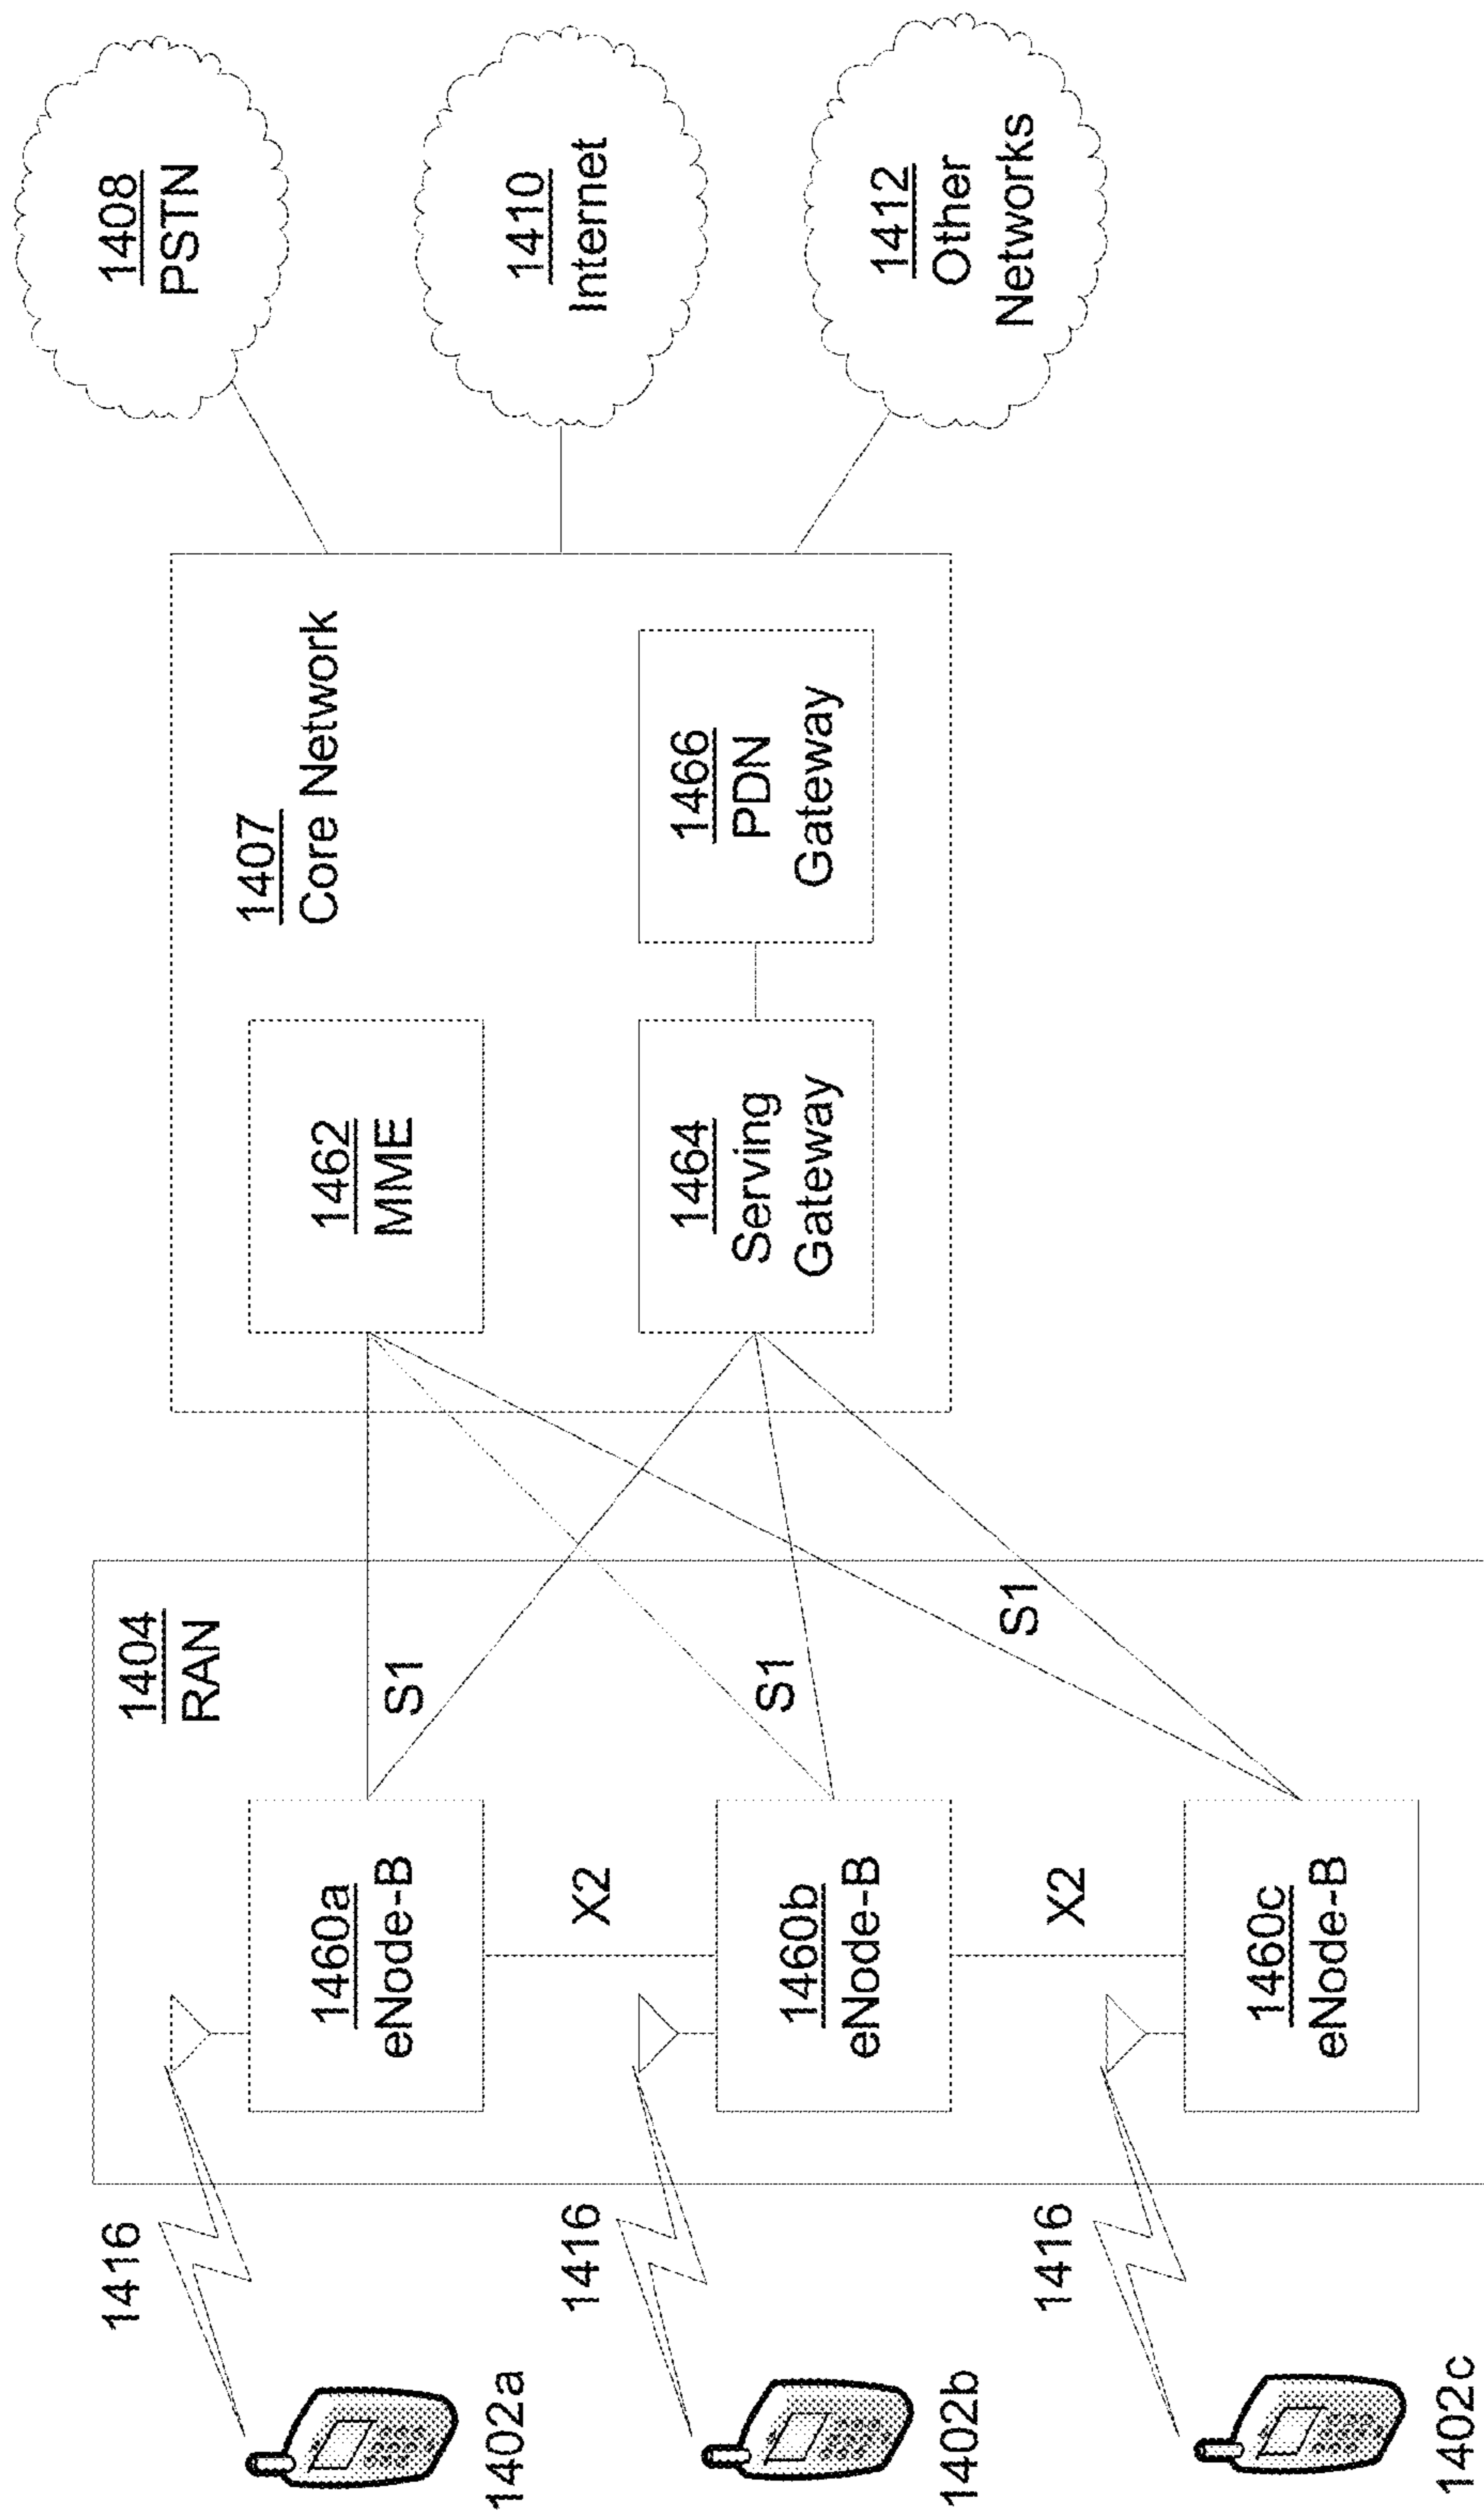 1402a
1416
1404
RAN
1460a
eNode-B
S1
X2
1402b
1416
1460b
eNode-B
S1
X2
1402c
1416
1460c
eNode-B
S1
1407
Core Network
1462
MME
1464
Serving
Gateway
1466
PDN
Gateway
1408
PSTN
1410
Internet
1412
Other
Networks